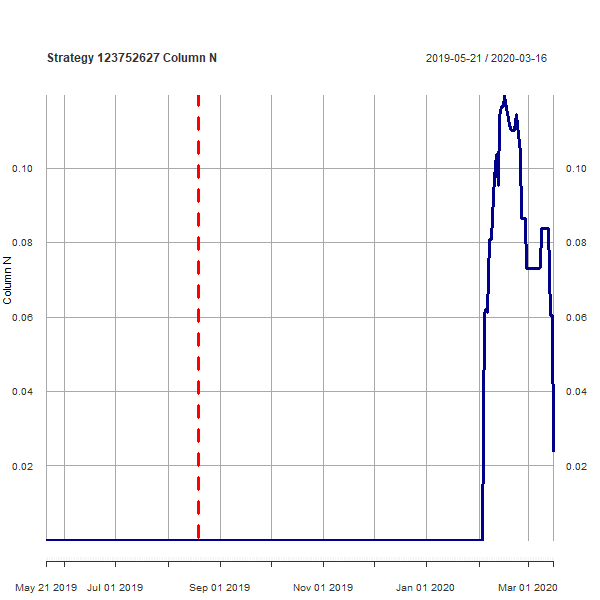 Strategy 123752627 Column N
2019-05-21 / 2020-03-16
0.10
0.10
0.08
0.08
Column N
0.06
0.06
0.04
0.04
0.02
0.02
May 21 2019
Jul 01 2019
Sep 01 2019
Nov 01 2019
Jan 01 2020
Mar 01 2020